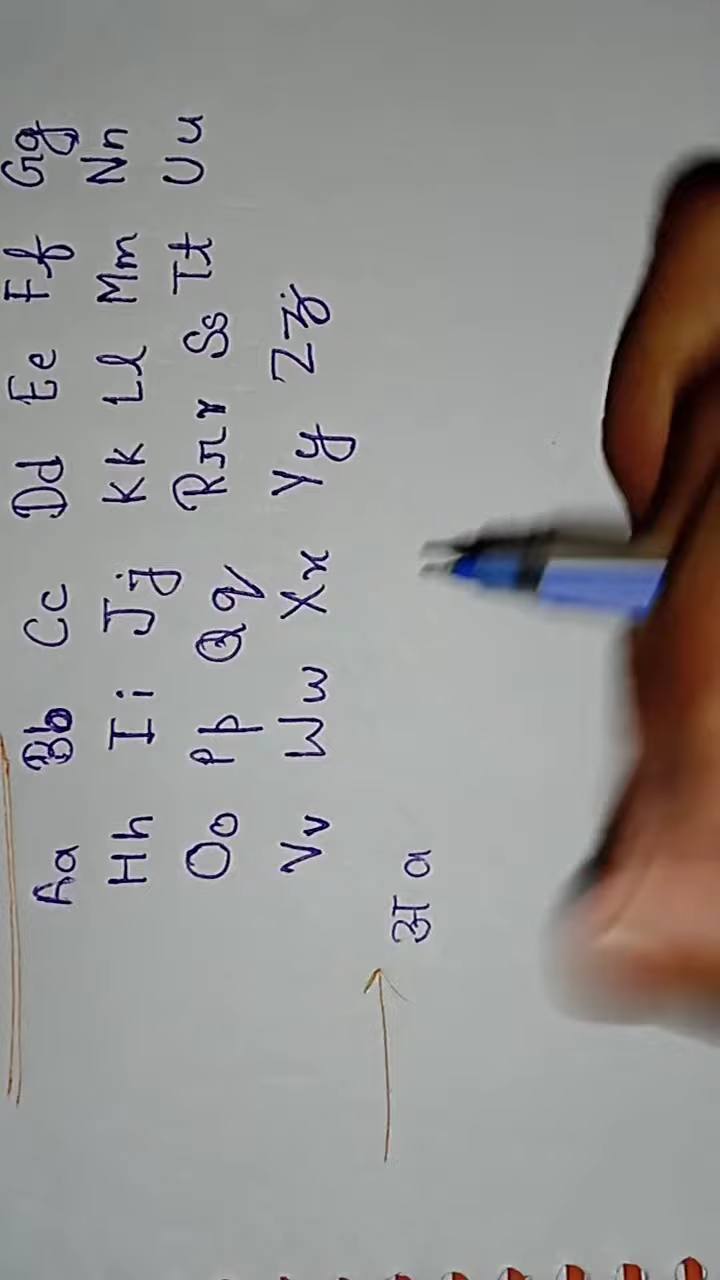 Aa Bb Cc Dd Ee Ff Gg
Hh Ii Jj Kk Ll Mm Nn
Oo Pp Qq Rr r Ss Tt Uu
Vv Ww Xx Yy Zz
अ a